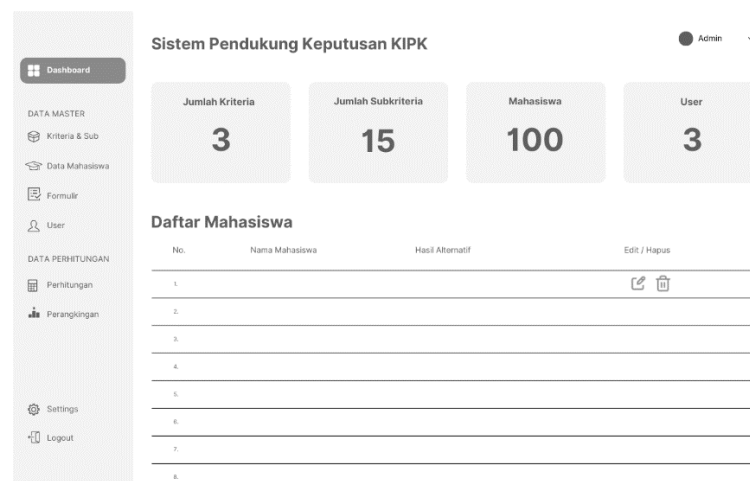 Dashboard
DATA MASTER
Kriteria & Sub
Data Mahasiswa
Formulir
User
DATA PERHITUNGAN
Perhitungan
Perangkingan
Settings
Logout
Sistem Pendukung Keputusan KIPK
Admin
Jumlah Kriteria
3
Jumlah Subkriteria
15
Mahasiswa
100
User
3
Daftar Mahasiswa
No. Nama Mahasiswa Hasil Alternatif Edit / Hapus
1.
2.
3.
4.
5.
6.
7.
8.